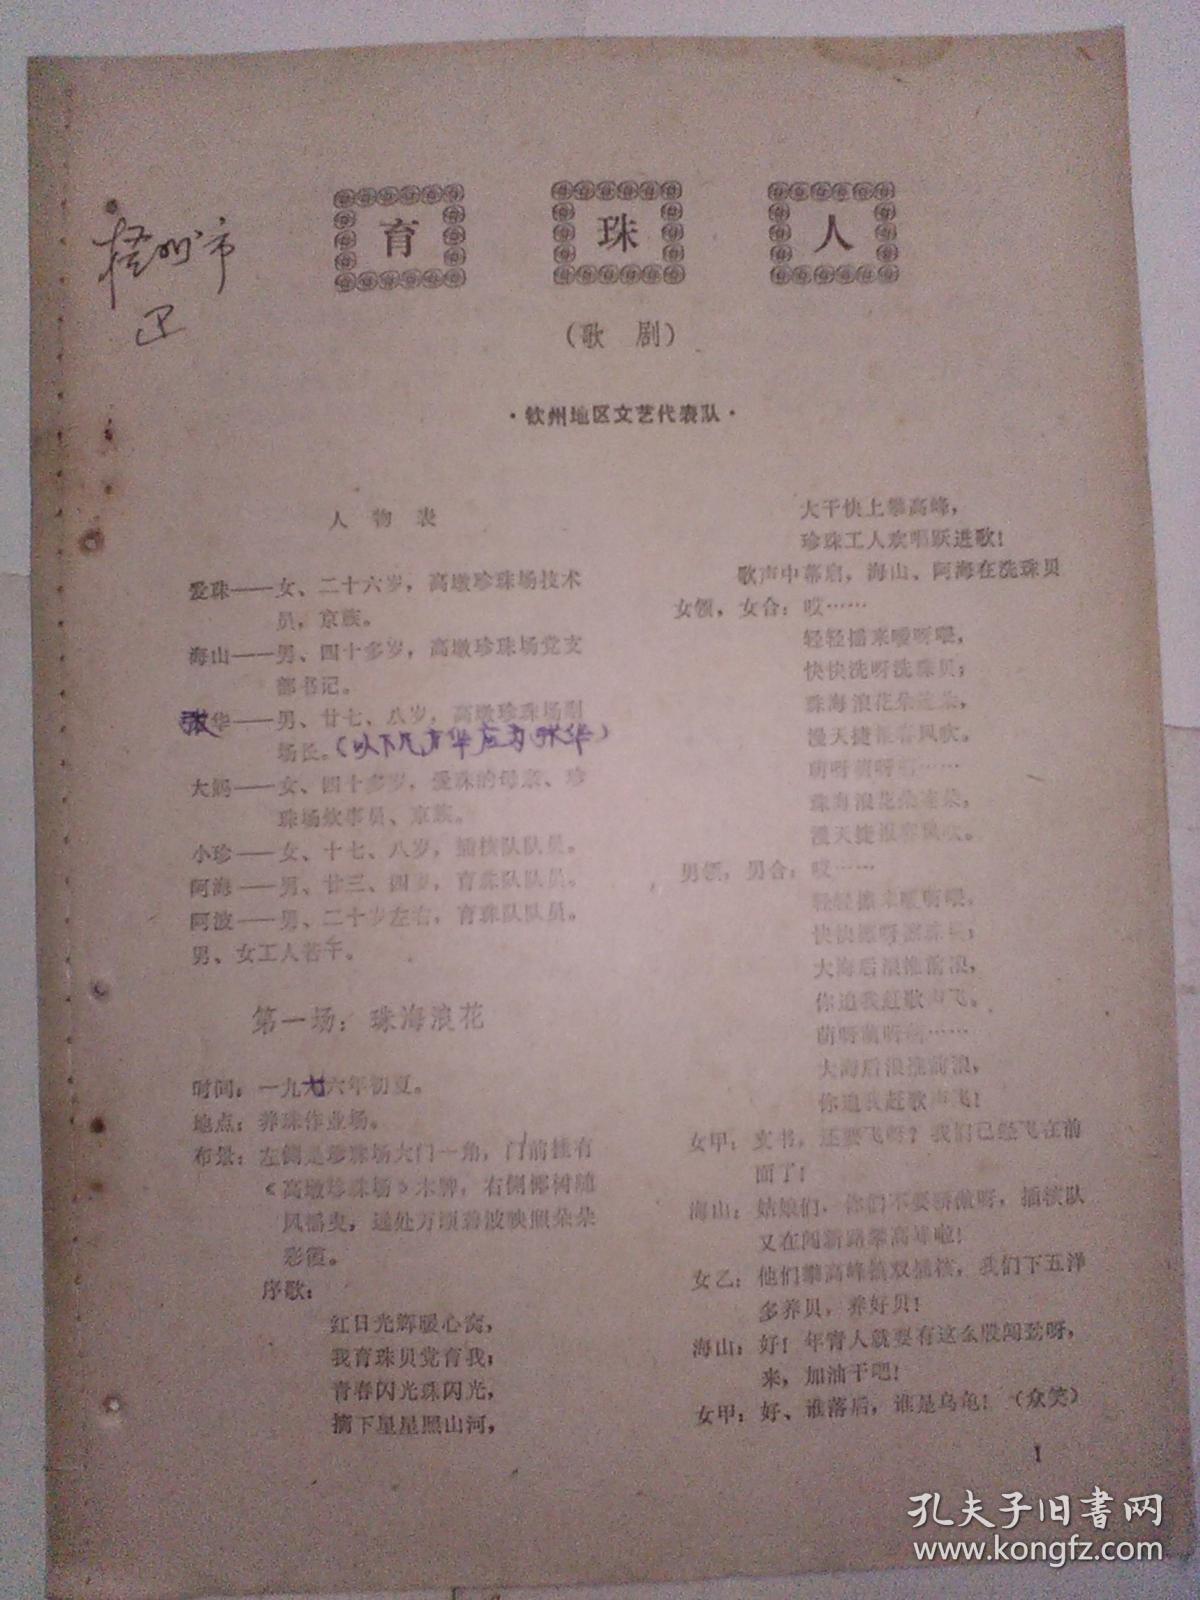 梧州市
育珠人
（歌 剧）
·钦州地区文艺代表队·
人 物 表
爱珠——女、二十六岁，高墩珍珠场技术
员，京族。
海山——男、四十多岁，高墩珍珠场党支
部书记。
张华——男、廿七、八岁，高墩珍珠场副
场长。（以下凡 华应为张华）
大妈——女、四十多岁，爱珠的母亲、珍
珠场炊事员、京族。
小珍——女、十七、八岁，插核队队员。
阿海——男、廿三、四岁，育珠队队员。
阿波——男、二十岁左右，育珠队队员。
男、女工人若干。
第一场：珠海浪花
时间：一九七六年初夏。
地点：养珠作业场。
布景：左侧是珍珠场大门一角，门前挂有
《高墩珍珠场》木牌，右侧椰树随
风摇曳，远处万顷碧波映照朵朵
彩霞。
序歌：
红日光辉暖心窝，
我育珠贝党育我；
青春闪光珠闪光，
摘下星星照山河，
大干快上攀高峰，
珍珠工人欢唱跃进歌！
歌声中幕启，海山、阿海在洗珠贝
女领，女合：哎……
轻轻摇来嗳呀喂，
快快洗呀洗珠贝；
珠海浪花朵连朵，
漫天捷报春风吹。
萌呀萌呀萌……
珠海浪花朵连朵，
漫天捷报春风吹。
男领，男合：哎……
轻轻 来嗳呀喂，
快快 呀 珠 ；
大海后浪推前浪，
你追我赶歌声飞。
萌呀萌呀萌……
大海后浪推前浪，
你追我赶歌声飞！
女甲：支书，还要飞呀？我们已经飞在前
面了！
海山：姑娘们，你们不要骄傲呀，插核队
又在闯新路攀高峰啦！
女乙：他们攀高峰搞双插核，我们下五洋
多养贝，养好贝！
海山：好！年青人就要有这么股闯劲呀，
来，加油干吧！
女甲：好、谁落后，谁是乌龟！（众笑）
1
孔夫子旧书网
www.kongfz.com